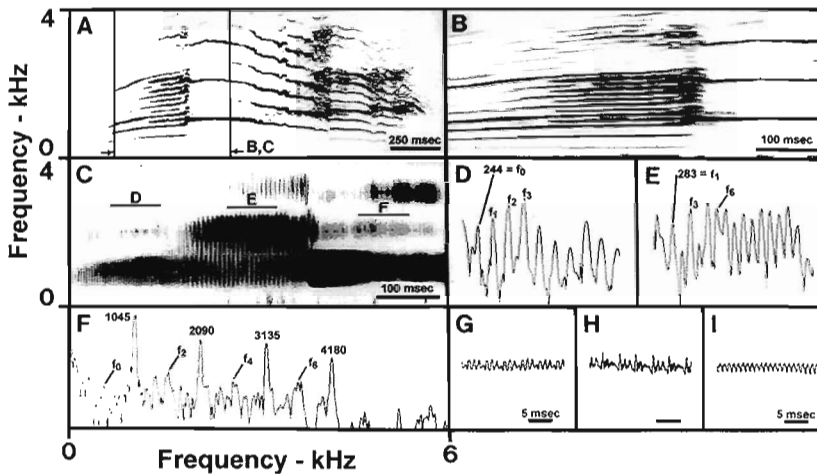 4
A
B
0
B,C
250 msec
100 msec
Frequency - kHz
4
C
D
E
F
0
100 msec
D
244 = f0
f1
f2
f3
E
283 = f1
f3
f6
F
f0
1045
f2
2090
f4
3135
f6
4180
G
5 msec
H
I
5 msec
0
6
Frequency - kHz